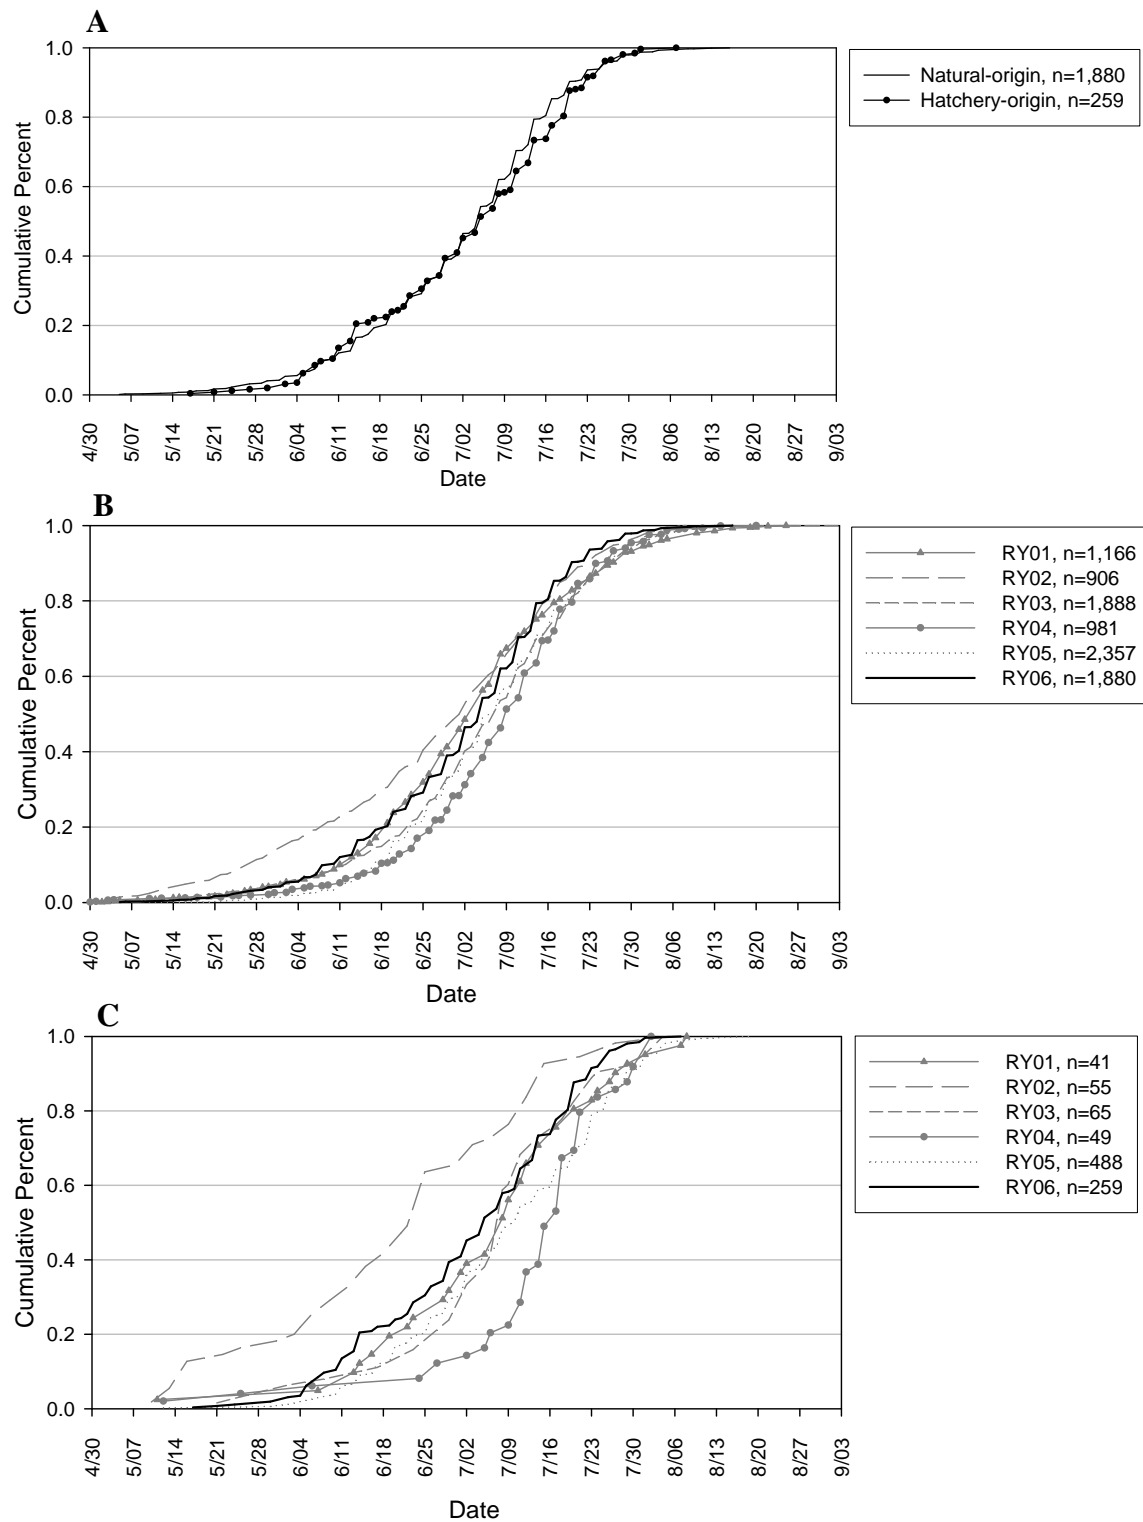 A
Cumulative Percent
1.0
0.8
0.6
0.4
0.2
0.0
4/30 5/07 5/14 5/21 5/28 6/04 6/11 6/18 6/25 7/02 7/09 7/16 7/23 7/30 8/06 8/13 8/20 8/27 9/03
Date
Natural-origin, n=1,880
Hatchery-origin, n=259
B
Cumulative Percent
1.0
0.8
0.6
0.4
0.2
0.0
4/30 5/07 5/14 5/21 5/28 6/04 6/11 6/18 6/25 7/02 7/09 7/16 7/23 7/30 8/06 8/13 8/20 8/27 9/03
Date
RY01, n=1,166
RY02, n=906
RY03, n=1,888
RY04, n=981
RY05, n=2,357
RY06, n=1,880
C
Cumulative Percent
1.0
0.8
0.6
0.4
0.2
0.0
4/30 5/07 5/14 5/21 5/28 6/04 6/11 6/18 6/25 7/02 7/09 7/16 7/23 7/30 8/06 8/13 8/20 8/27 9/03
Date
RY01, n=41
RY02, n=55
RY03, n=65
RY04, n=49
RY05, n=488
RY06, n=259